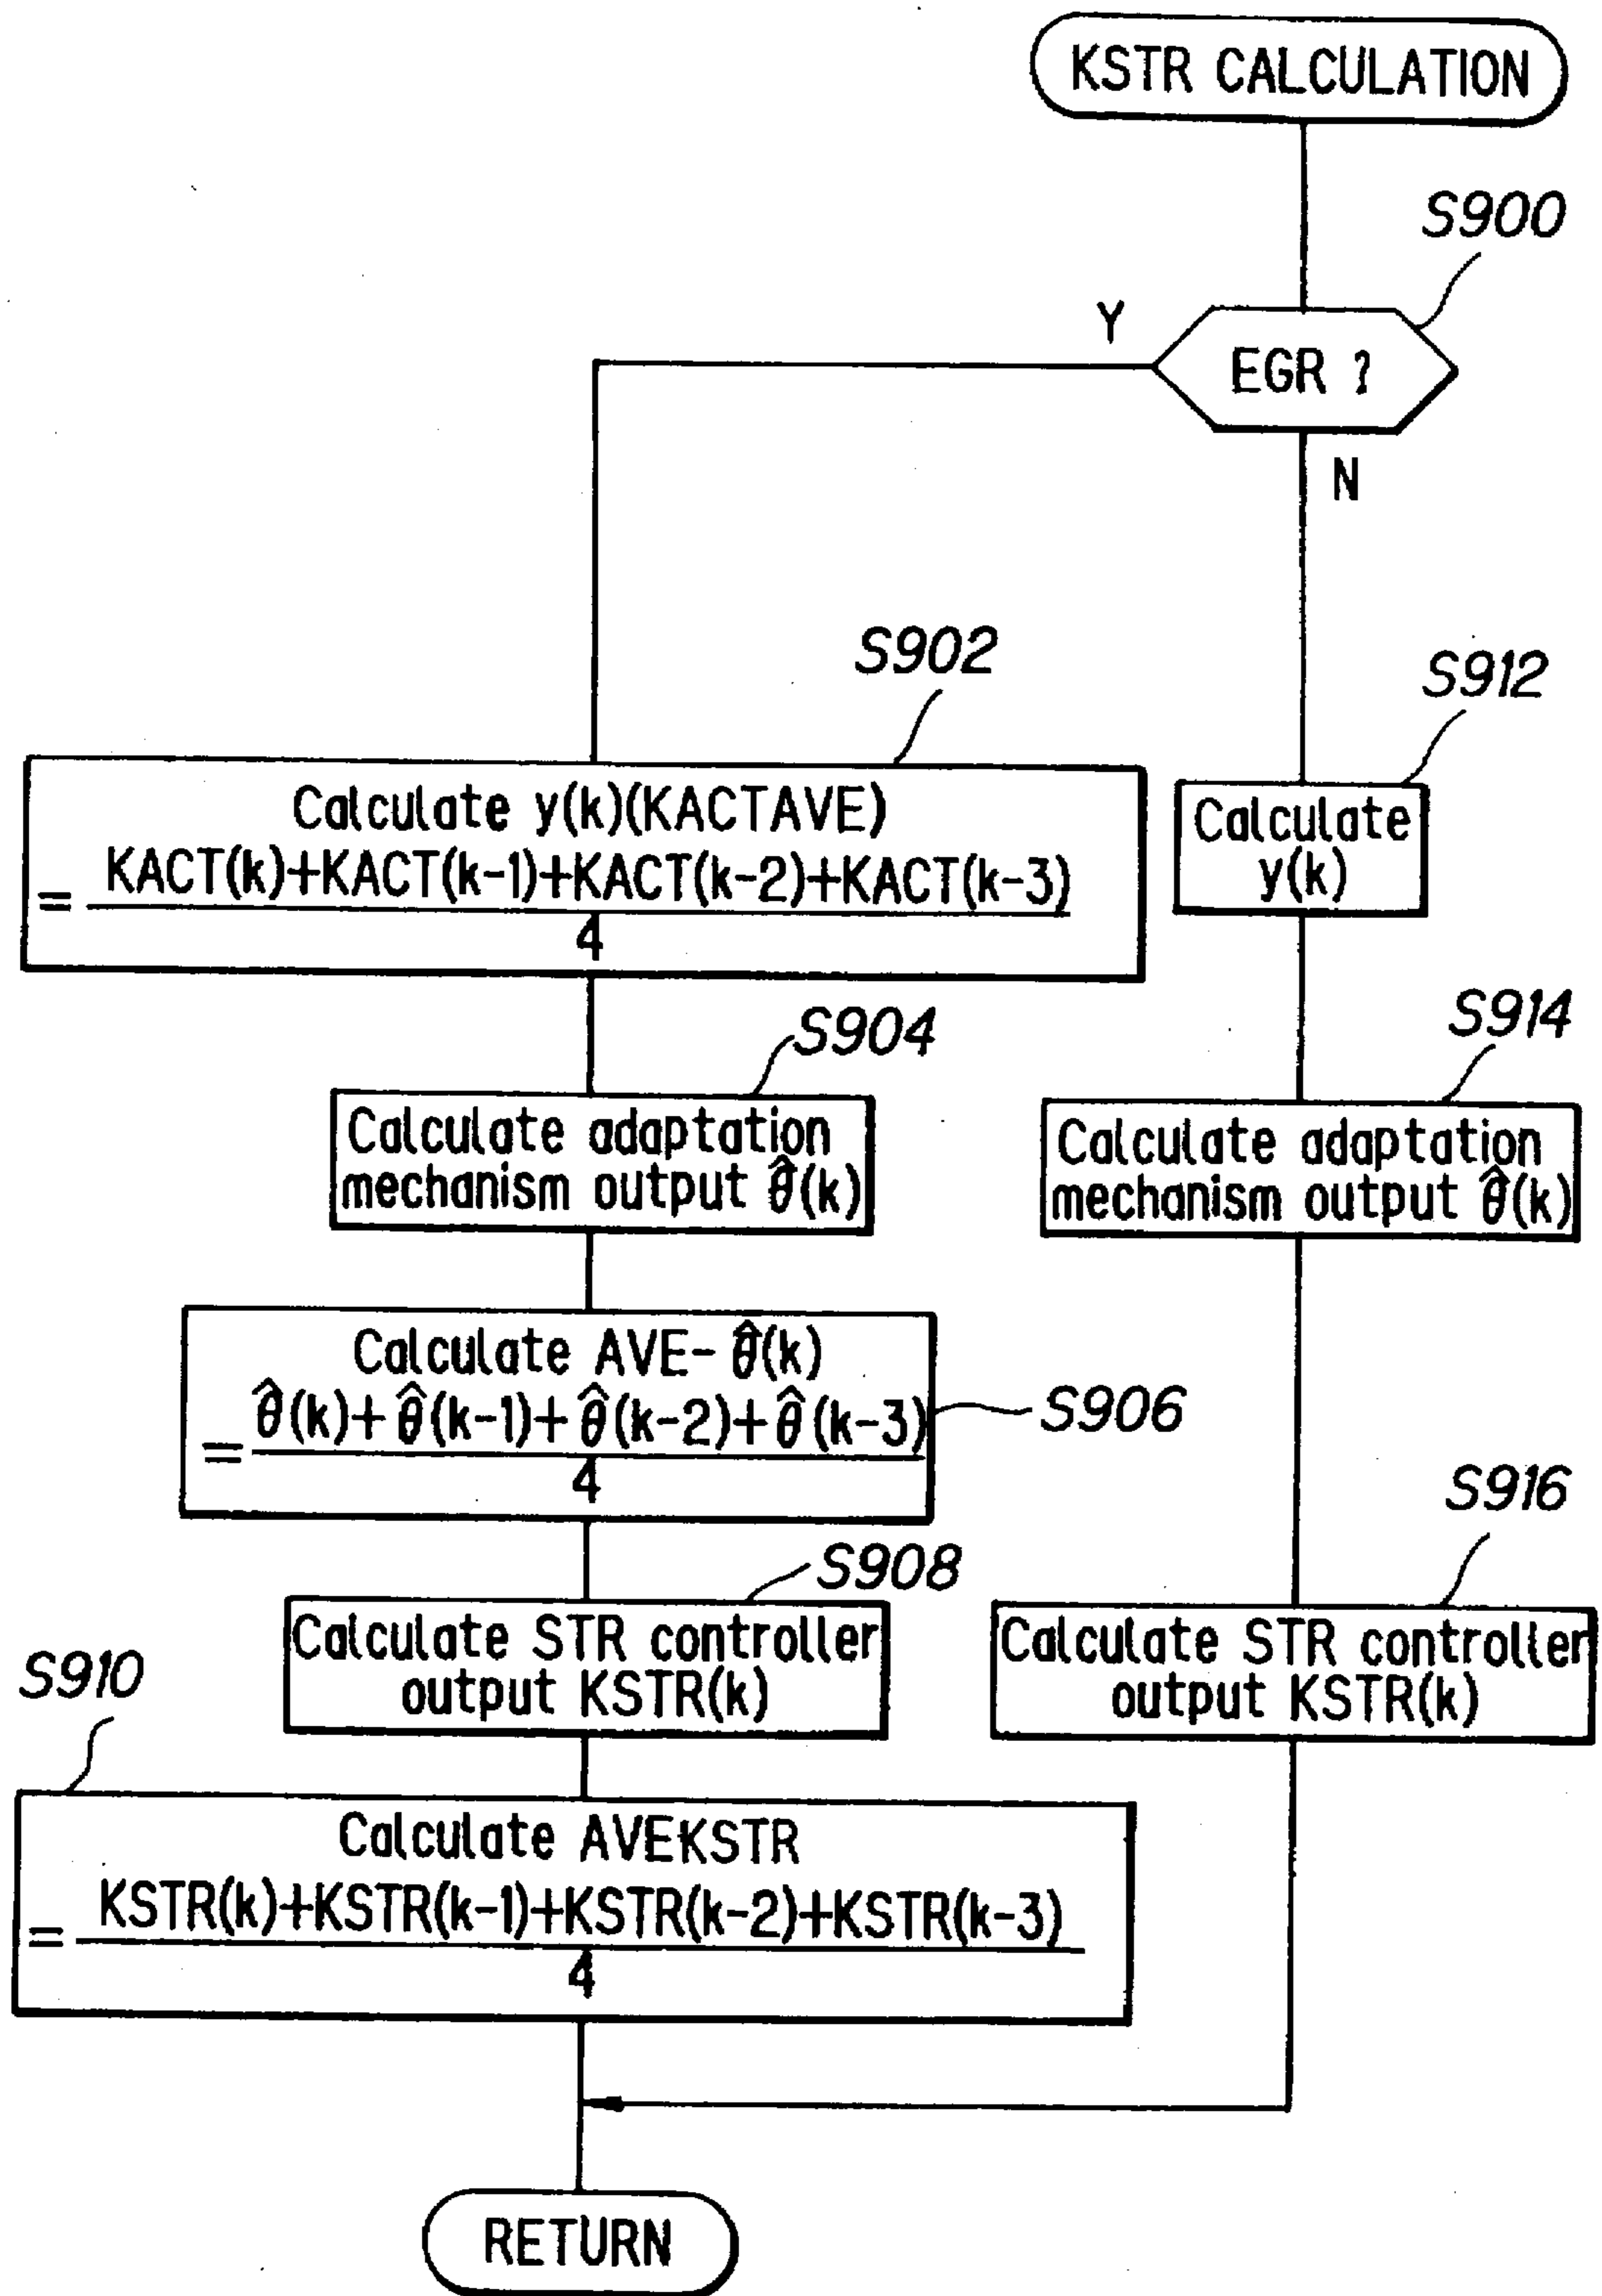 KSTR CALCULATION
S900
EGR ?
Y
N
S902
Calculate y(k)(KACTAVE)
= KACT(k)+KACT(k-1)+KACT(k-2)+KACT(k-3)
4
S904
Calculate adaptation
mechanism output θ̂(k)
S906
Calculate AVE- θ̂(k)
= θ̂(k)+θ̂(k-1)+θ̂(k-2)+θ̂(k-3)
4
S908
Calculate STR controller
output KSTR(k)
S910
Calculate AVEKSTR
= KSTR(k)+KSTR(k-1)+KSTR(k-2)+KSTR(k-3)
4
S912
Calculate
y(k)
S914
Calculate adaptation
mechanism output θ̂(k)
S916
Calculate STR controller
output KSTR(k)
RETURN